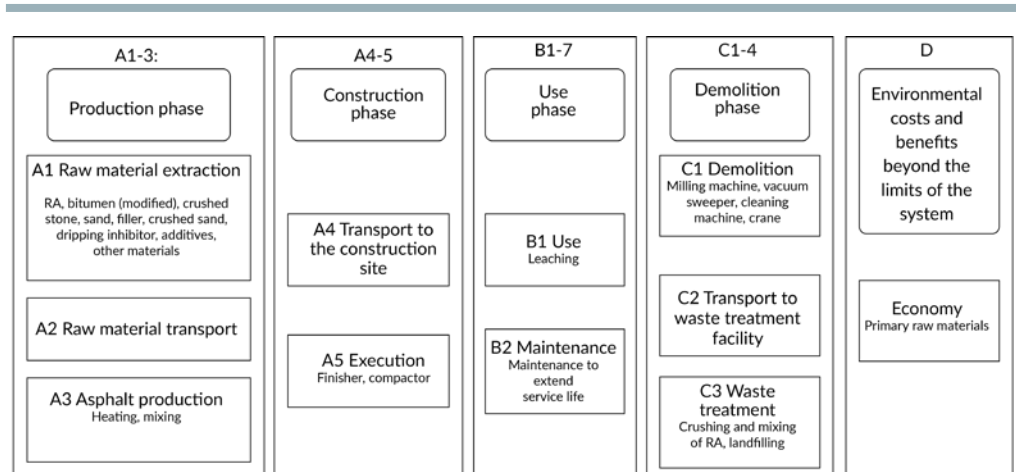 A1-3:
Production phase
A1 Raw material extraction
RA, bitumen (modified), crushed
stone, sand, filler, crushed sand,
dripping inhibitor, additives,
other materials
A2 Raw material transport
A3 Asphalt production
Heating, mixing
A4-5
Construction
phase
A4 Transport to
the construction
site
A5 Execution
Finisher, compactor
B1-7
Use
phase
B1 Use
Leaching
B2 Maintenance
Maintenance to
extend
service life
C1-4
Demolition
phase
C1 Demolition
Milling machine, vacuum
sweeper, cleaning
machine, crane
C2 Transport to
waste treatment
facility
C3 Waste
treatment
Crushing and mixing
of RA, landfilling
D
Environmental
costs and
benefits
beyond the
limits of the
system
Economy
Primary raw materials